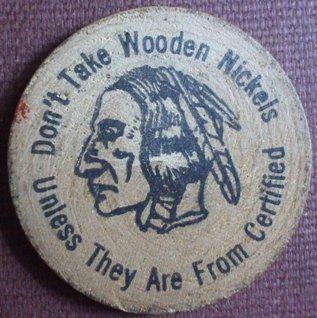 Don't Take Wooden Nickels
Unless They Are From Certified